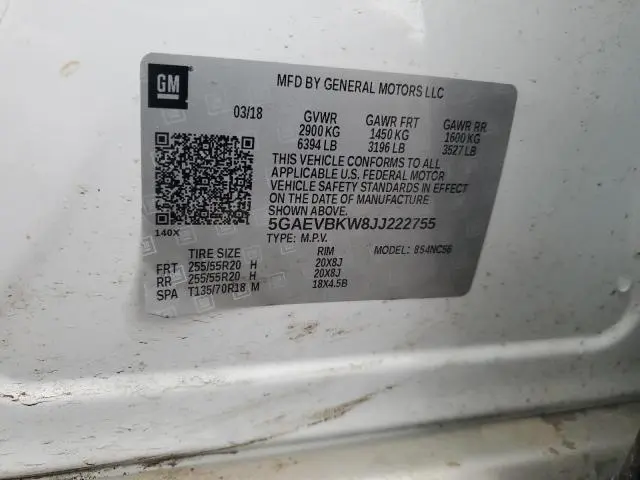 GM
MFD BY GENERAL MOTORS LLC
03/18
GVWR GAWR FRT GAWR RR
2900 KG 1450 KG 1600 KG
6394 LB 3196 LB 3527 LB
THIS VEHICLE CONFORMS TO ALL
APPLICABLE U.S. FEDERAL MOTOR
VEHICLE SAFETY STANDARDS IN EFFECT
ON THE DATE OF MANUFACTURE
SHOWN ABOVE.
140X
5GAEVBKW8JJ222755
TYPE: M.P.V. MODEL: 854NC56
TIRE SIZE RIM
FRT 255/55R20 H 20X8J
RR 255/55R20 H 20X8J
SPA T135/70R18 M 18X4.5B